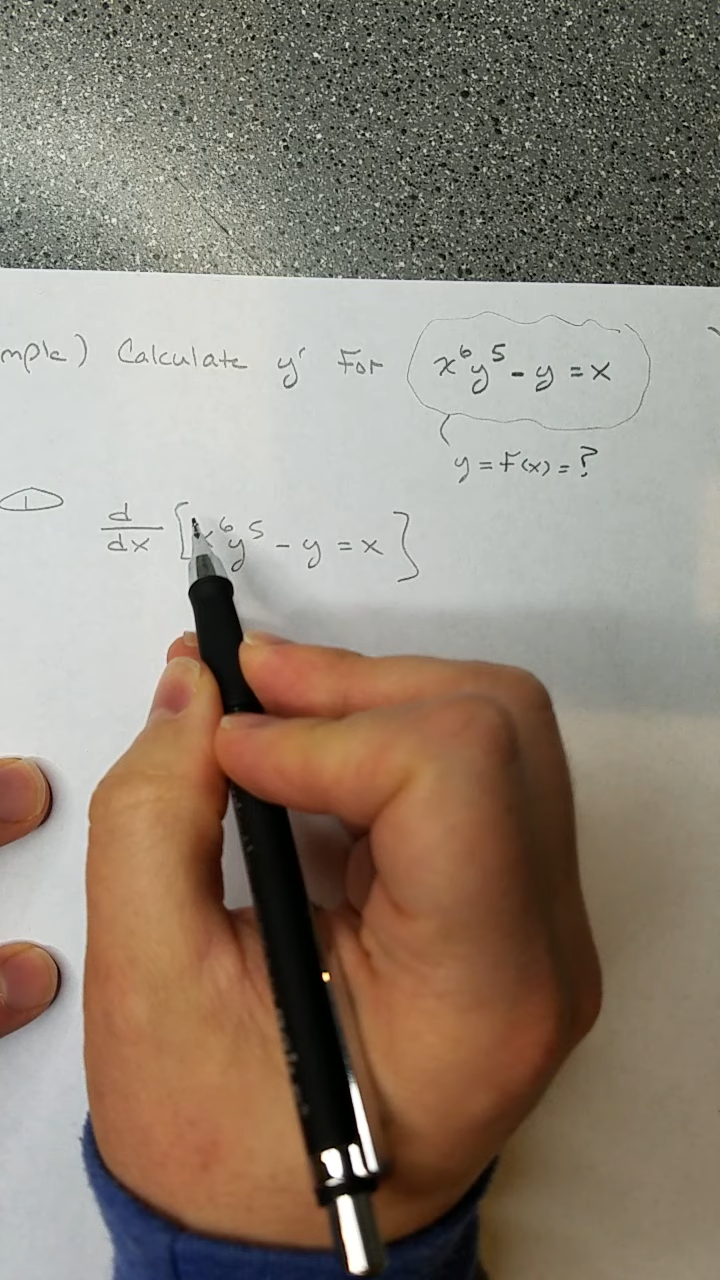 mple) Calculate y' For x⁶y⁵ - y = x
y = F(x) = ?
① d/dx [x⁶y⁵ - y = x]